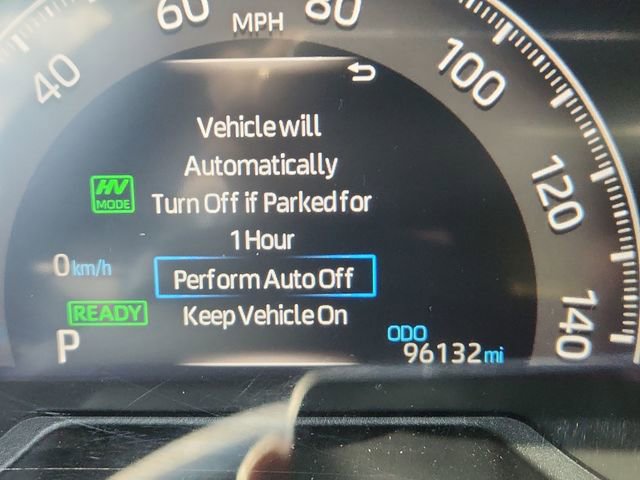 40
60
MPH
80
100
120
140
Vehicle will
Automatically
Turn Off if Parked for
1 Hour
Perform Auto Off
Keep Vehicle On
HV
MODE
0 km/h
READY
P
ODO
96132 mi